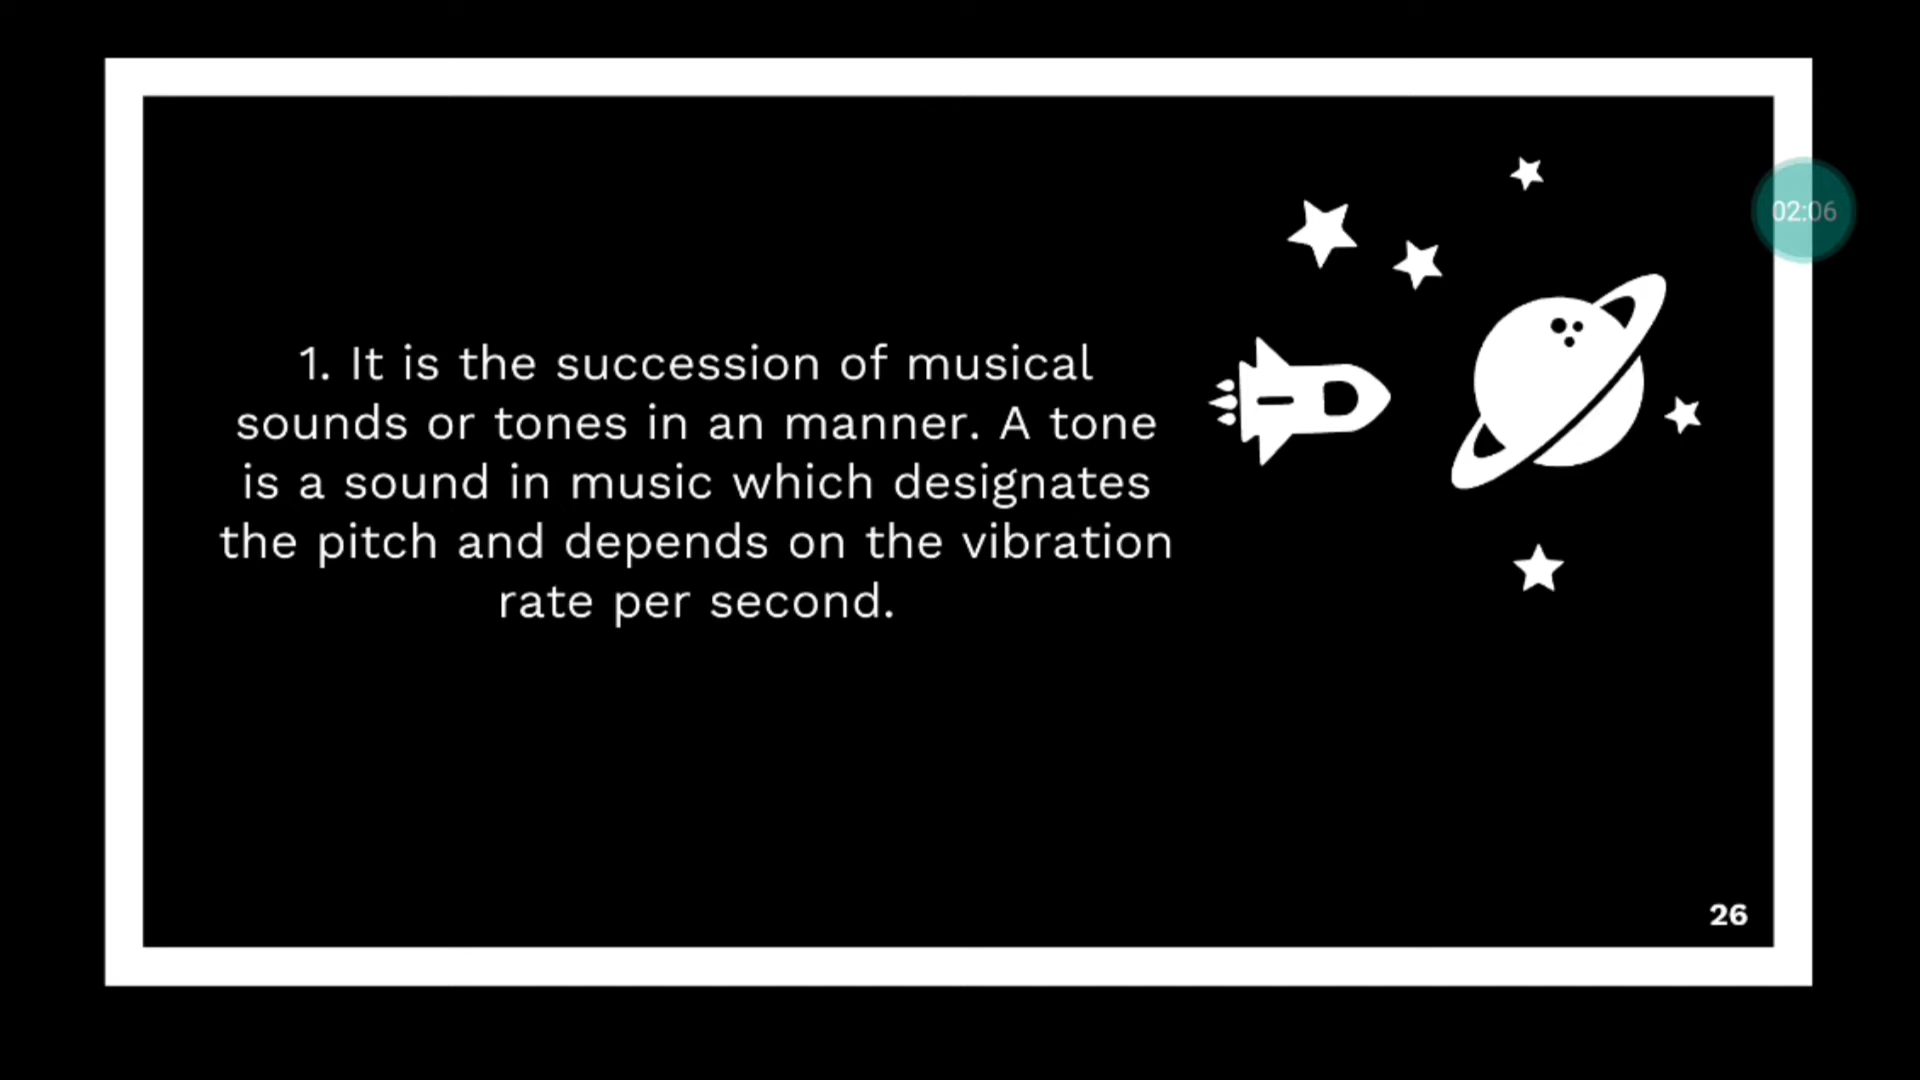 02:06
1. It is the succession of musical
sounds or tones in an manner. A tone
is a sound in music which designates
the pitch and depends on the vibration
rate per second.
26